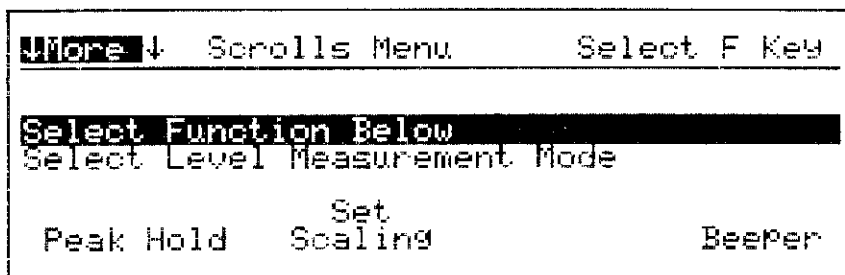 ↓More↓ Scrolls Menu Select F Key
Select Function Below
Select Level Measurement Mode
Set
Peak Hold Scaling Beeper